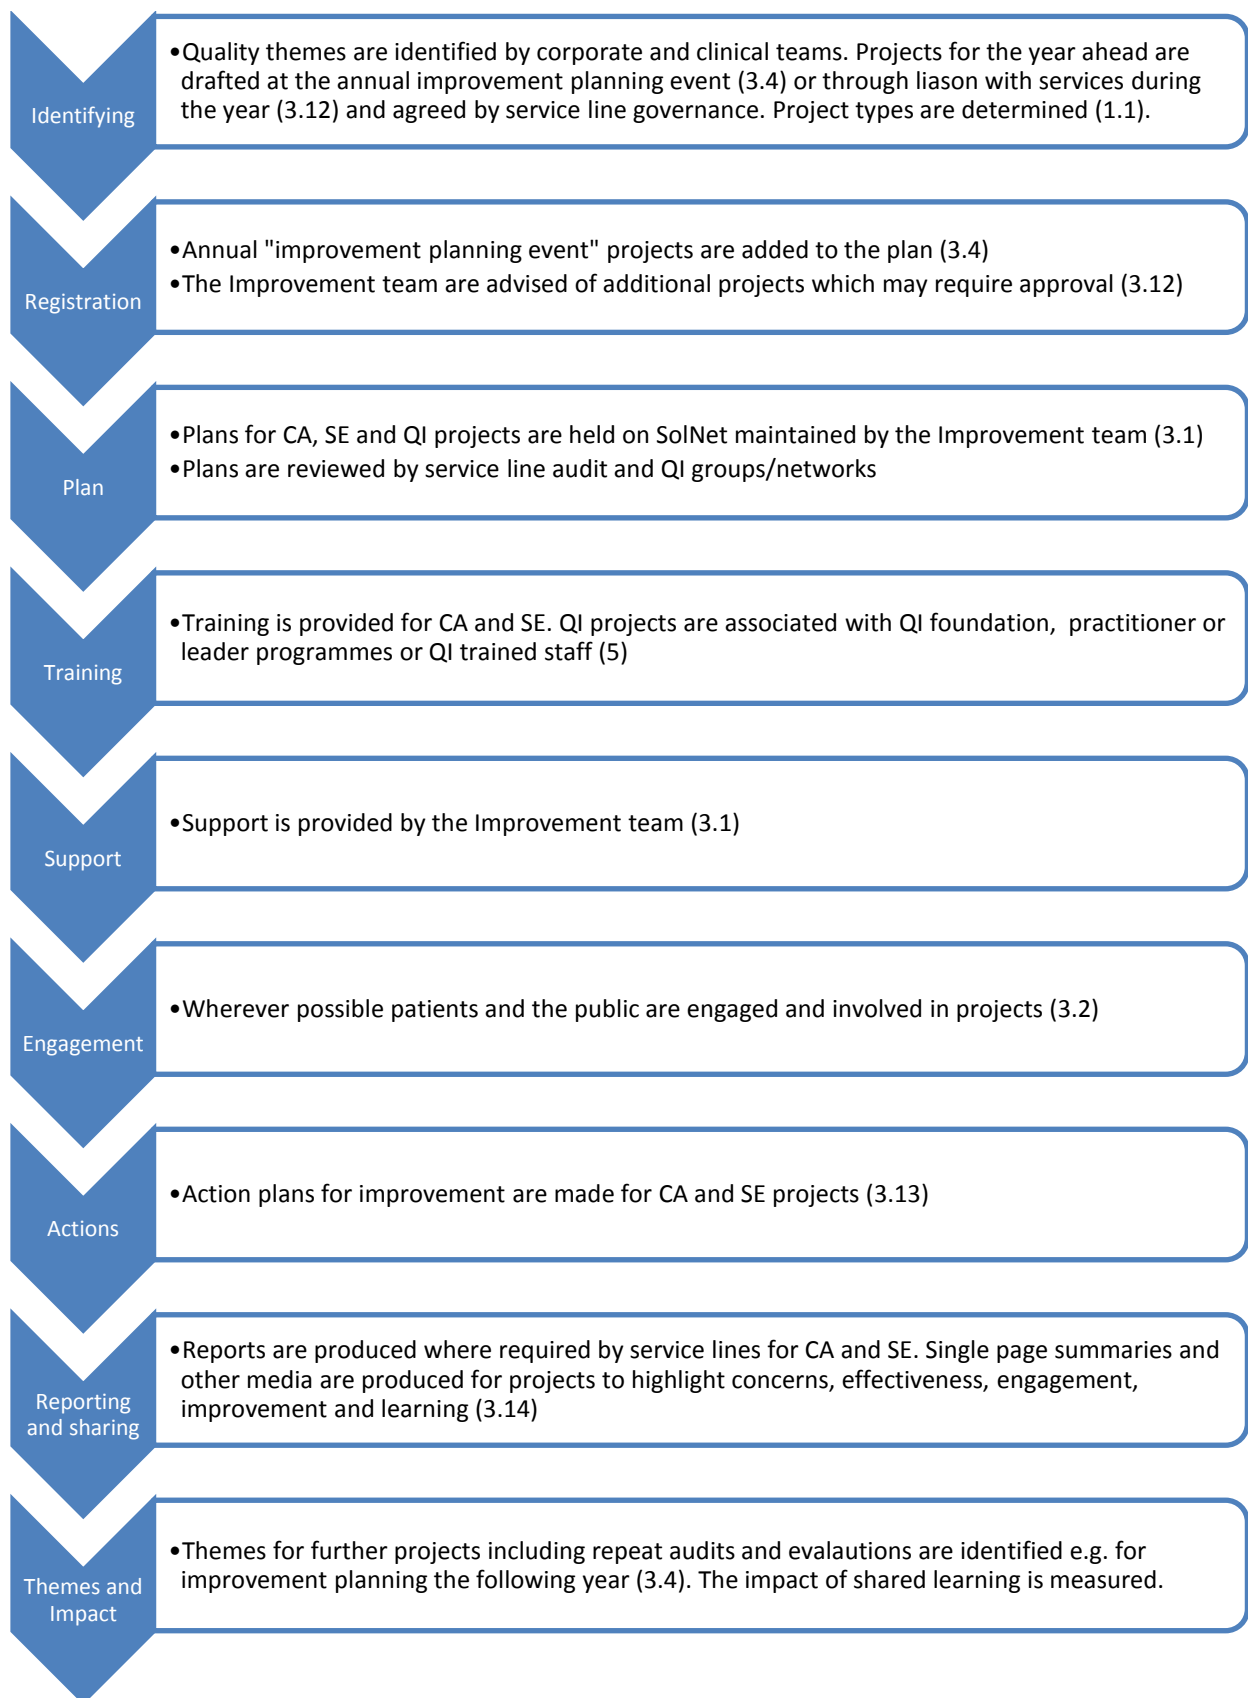 Identifying
•Quality themes are identified by corporate and clinical teams. Projects for the year ahead are
drafted at the annual improvement planning event (3.4) or through liason with services during
the year (3.12) and agreed by service line governance. Project types are determined (1.1).
Registration
•Annual "improvement planning event" projects are added to the plan (3.4)
•The Improvement team are advised of additional projects which may require approval (3.12)
Plan
•Plans for CA, SE and QI projects are held on SolNet maintained by the Improvement team (3.1)
•Plans are reviewed by service line audit and QI groups/networks
Training
•Training is provided for CA and SE. QI projects are associated with QI foundation,  practitioner or
leader programmes or QI trained staff (5)
Support
•Support is provided by the Improvement team (3.1)
Engagement
•Wherever possible patients and the public are engaged and involved in projects (3.2)
Actions
•Action plans for improvement are made for CA and SE projects (3.13)
Reporting
and sharing
•Reports are produced where required by service lines for CA and SE. Single page summaries and
other media are produced for projects to highlight concerns, effectiveness, engagement,
improvement and learning (3.14)
Themes and
Impact
•Themes for further projects including repeat audits and evalautions are identified e.g. for
improvement planning the following year (3.4). The impact of shared learning is measured.